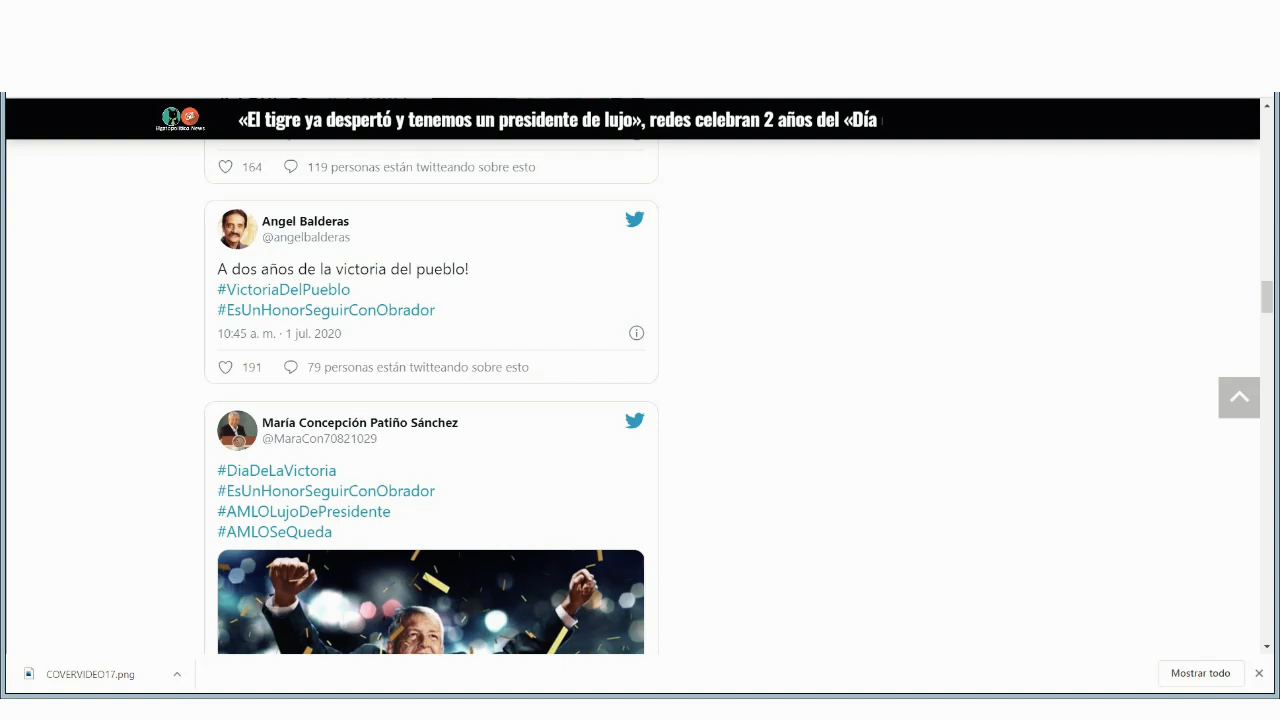 «El tigre ya despertó y tenemos un presidente de lujo», redes celebran 2 años del «Día
164 119 personas están twitteando sobre esto
Angel Balderas
@angelbalderas
A dos años de la victoria del pueblo!
#VictoriaDelPueblo
#EsUnHonorSeguirConObrador
10:45 a. m. · 1 jul. 2020
191 79 personas están twitteando sobre esto
María Concepción Patiño Sánchez
@MaraCon70821029
#DiaDeLaVictoria
#EsUnHonorSeguirConObrador
#AMLOLujoDePresidente
#AMLOSeQueda
COVERVIDEO17.png
Mostrar todo